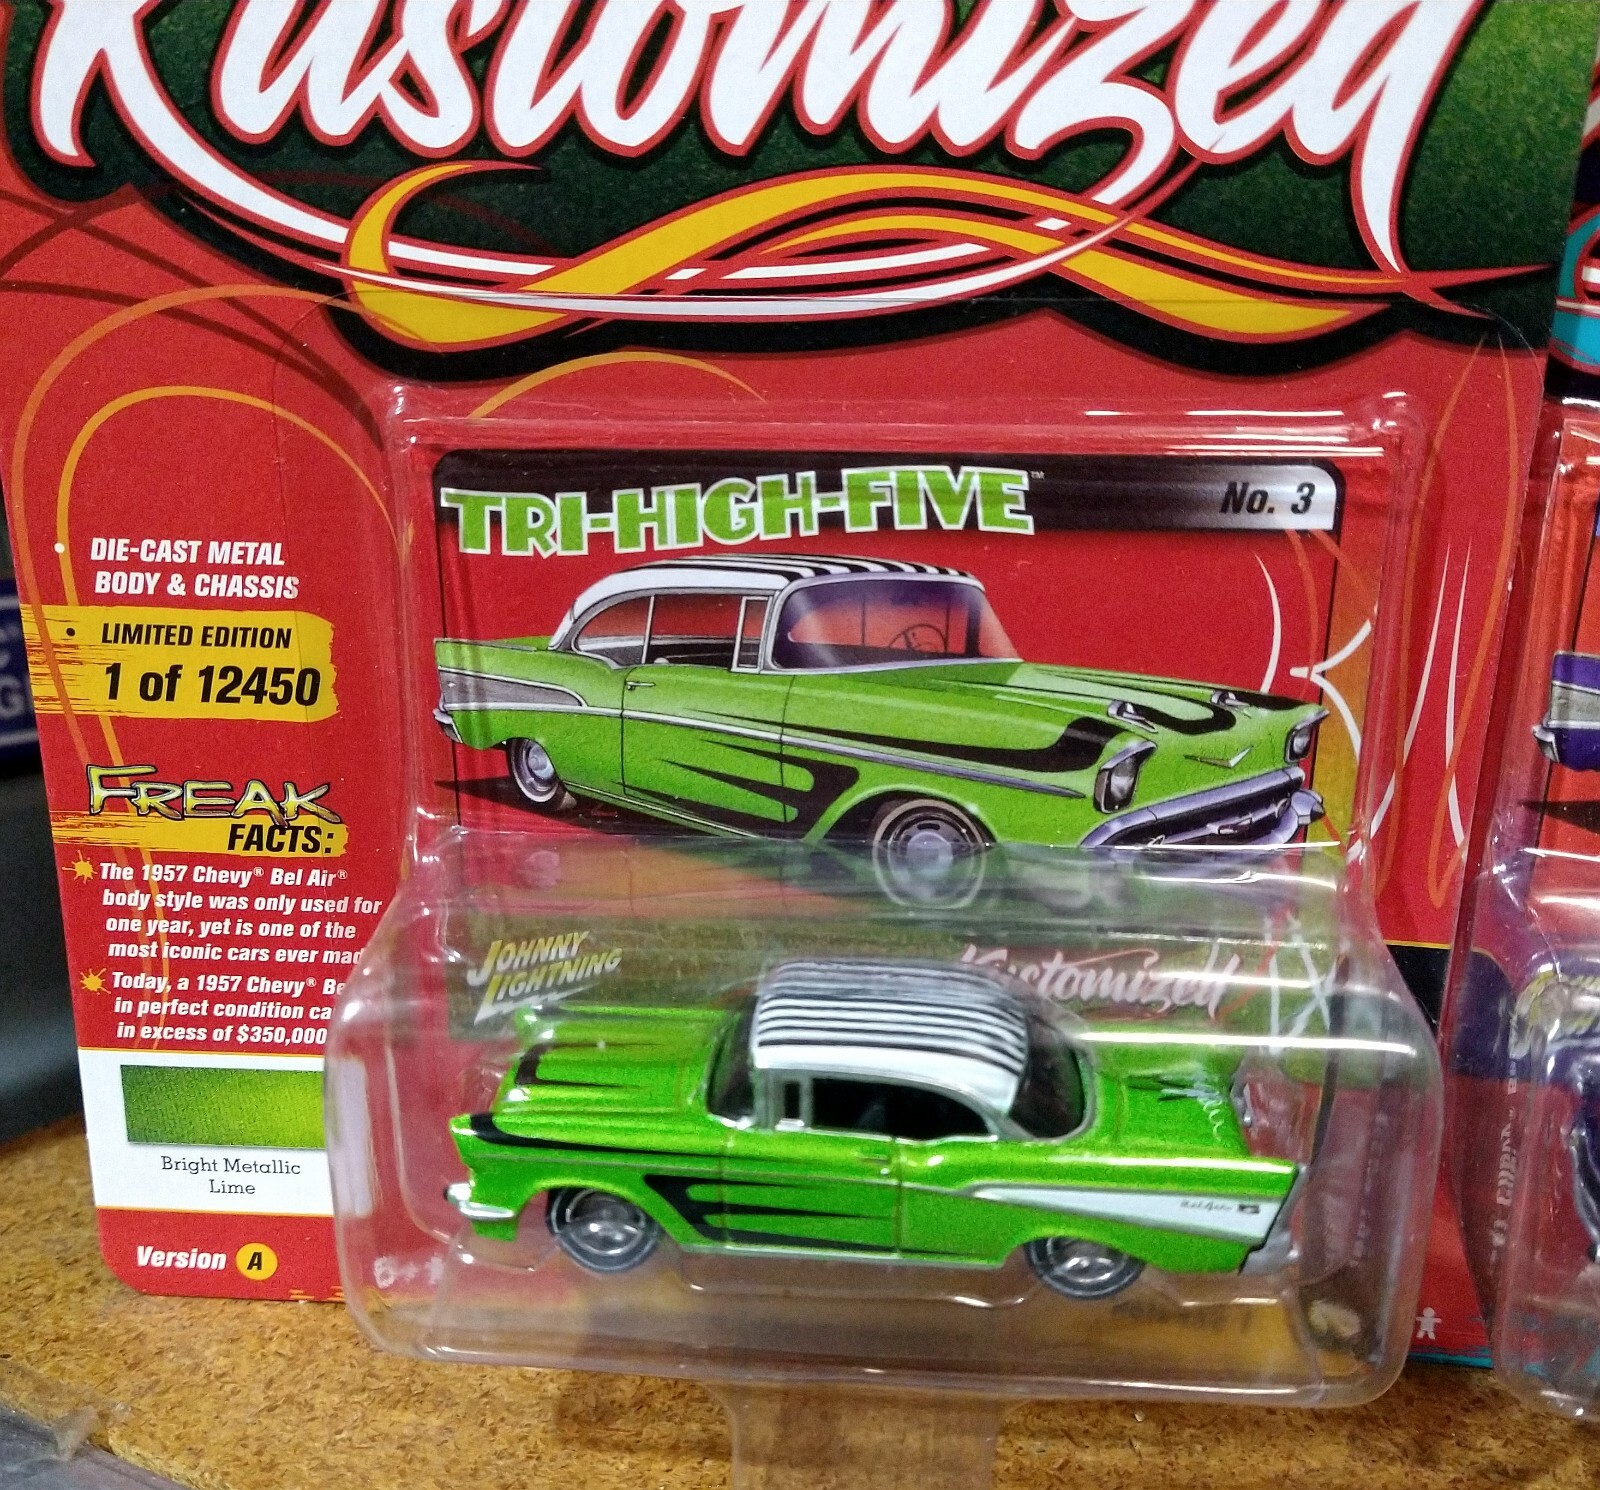 Kustomized
TRI-HIGH-FIVE™
No. 3
DIE-CAST METAL
BODY & CHASSIS
• LIMITED EDITION
1 of 12450
FREAK
FACTS:
The 1957 Chevy® Bel Air®
body style was only used for
one year, yet is one of the
most iconic cars ever mad
Today, a 1957 Chevy® Be
in perfect condition ca
in excess of $350,000
JOHNNY
LIGHTNING
Kustomized
Bel Air
Bright Metallic
Lime
Version A